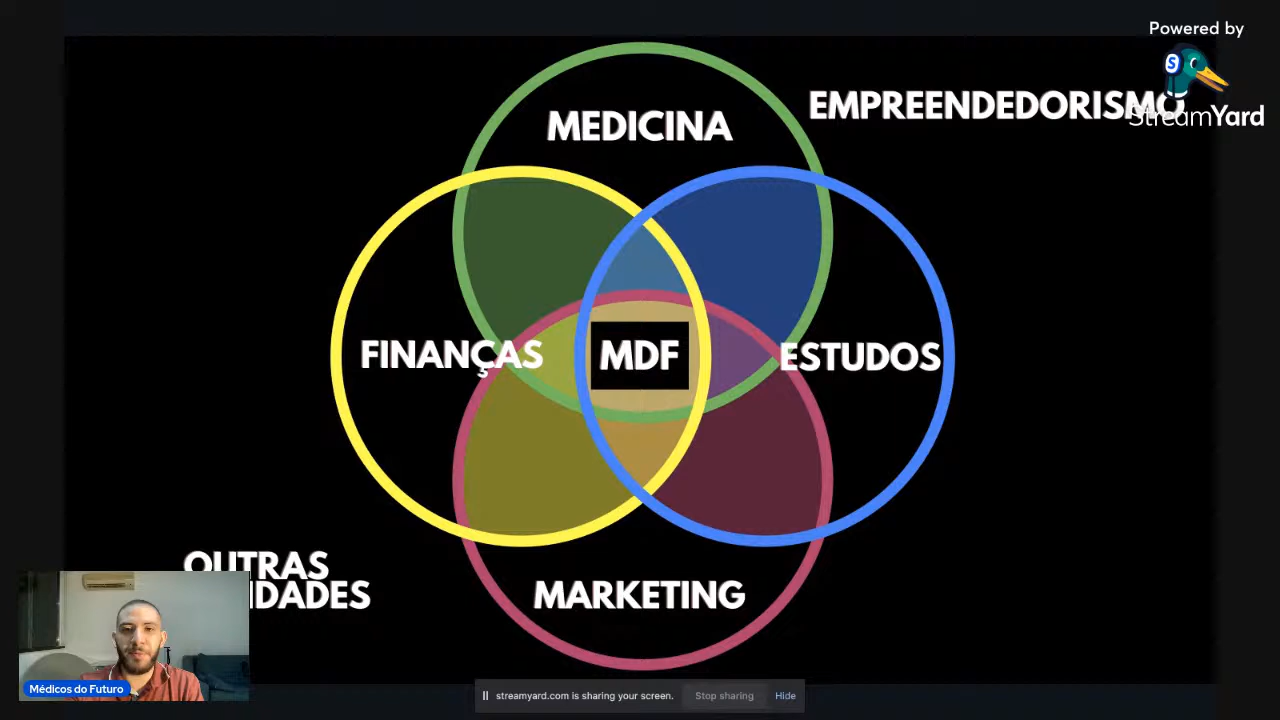 Powered by
StreamYard
MEDICINA
EMPREENDEDORISMO
FINANÇAS
MDF
ESTUDOS
OUTRAS
MARKETING
Médicos do Futuro
streamyard.com is sharing your screen.
Stop sharing
Hide